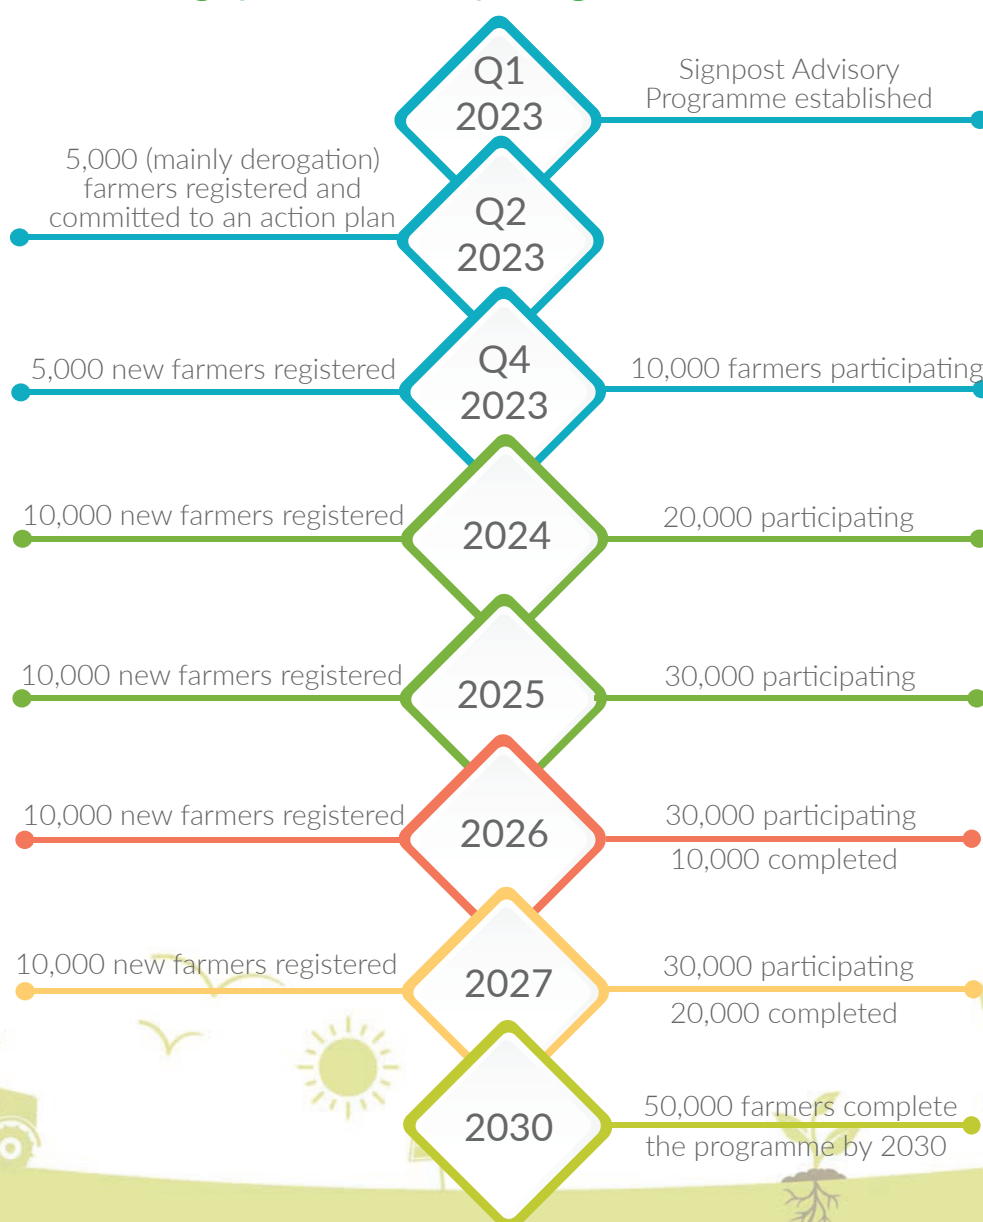 Q1
2023
Signpost Advisory
Programme established
5,000 (mainly derogation)
farmers registered and
committed to an action plan
Q2
2023
5,000 new farmers registered
Q4
2023
10,000 farmers participating
10,000 new farmers registered
2024
20,000 participating
10,000 new farmers registered
2025
30,000 participating
10,000 new farmers registered
2026
30,000 participating
10,000 completed
10,000 new farmers registered
2027
30,000 participating
20,000 completed
2030
50,000 farmers complete
the programme by 2030